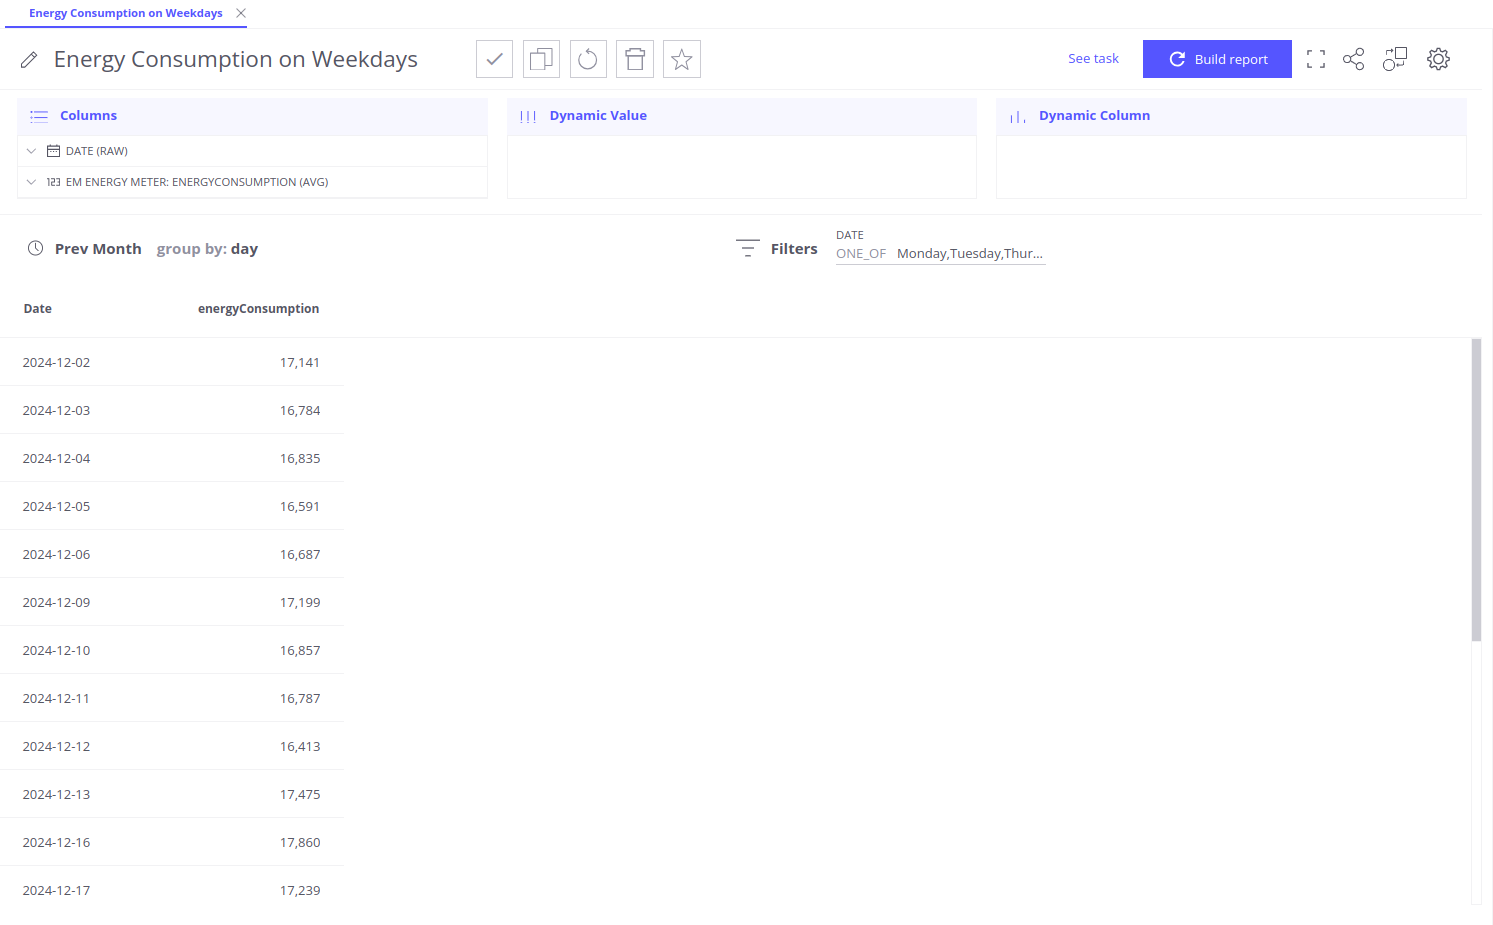 Energy Consumption on Weekdays
Energy Consumption on Weekdays
See task
Build report
Columns
Dynamic Value
Dynamic Column
DATE (RAW)
123 EM ENERGY METER: ENERGYCONSUMPTION (AVG)
Prev Month group by: day
Filters
DATE
ONE_OF Monday,Tuesday,Thur...
Date energyConsumption
2024-12-02 17,141
2024-12-03 16,784
2024-12-04 16,835
2024-12-05 16,591
2024-12-06 16,687
2024-12-09 17,199
2024-12-10 16,857
2024-12-11 16,787
2024-12-12 16,413
2024-12-13 17,475
2024-12-16 17,860
2024-12-17 17,239